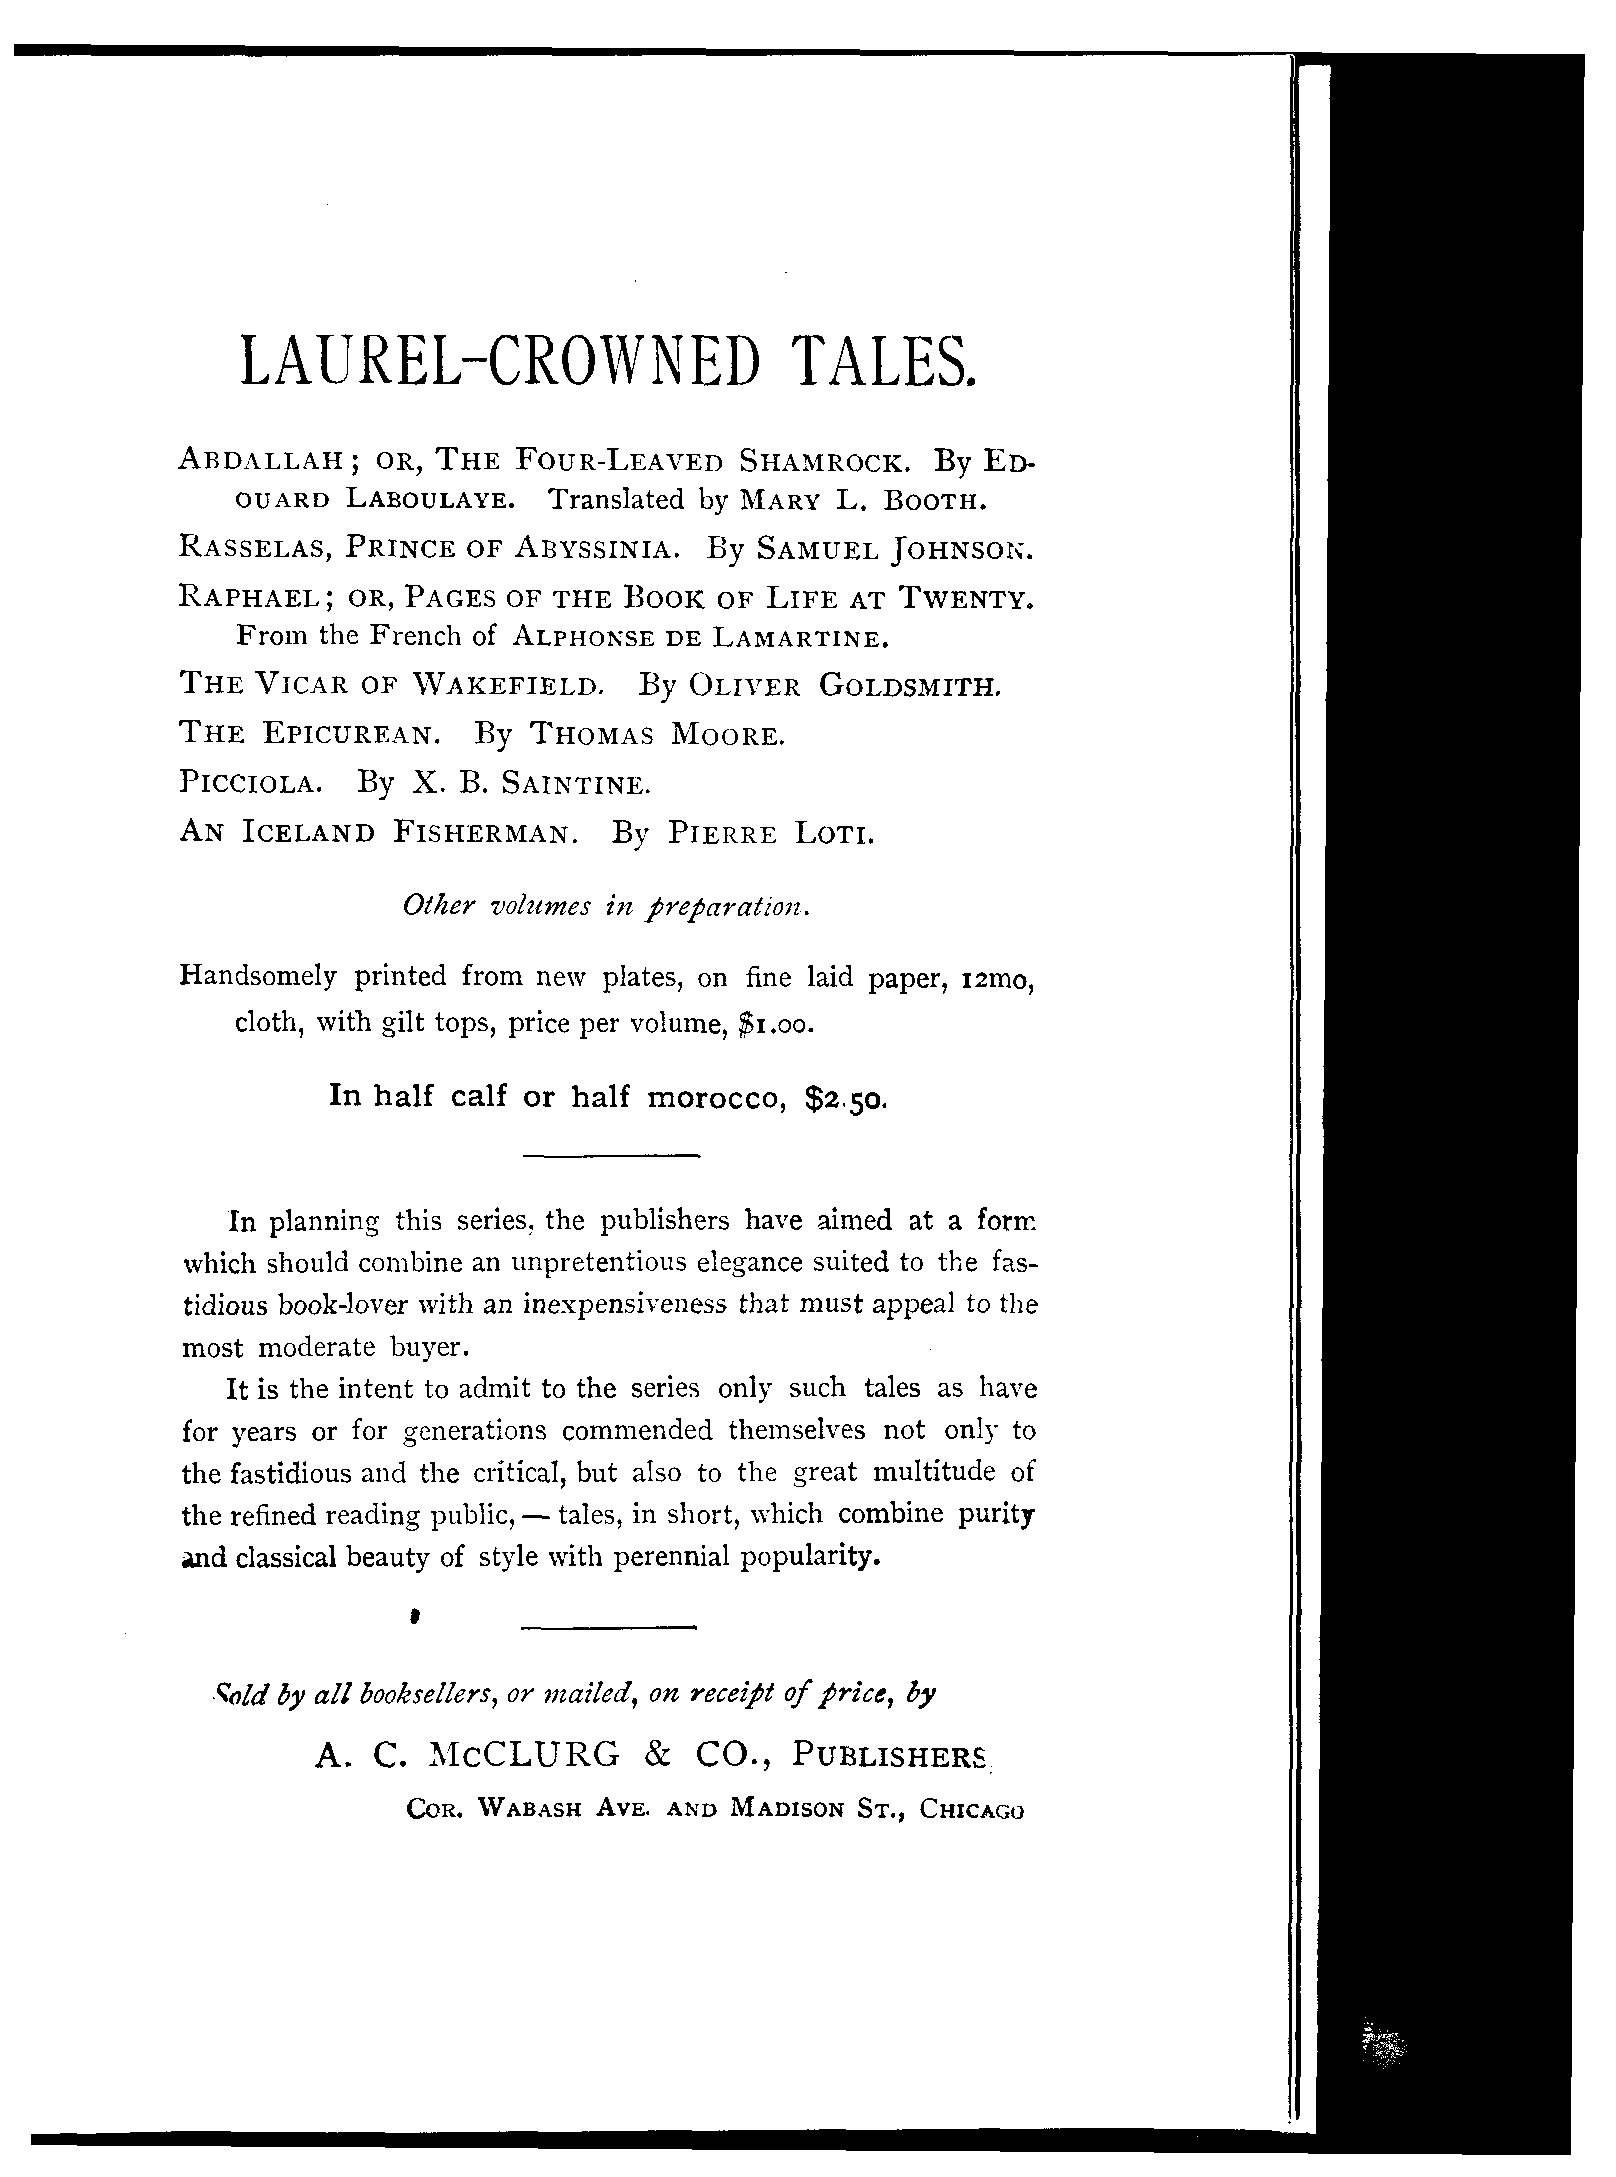 LAUREL-CROWNED TALES.
ABDALLAH; OR, THE FOUR-LEAVED SHAMROCK. By ED-
OUARD LABOULAYE. Translated by MARY L. BOOTH.
RASSELAS, PRINCE OF ABYSSINIA. By SAMUEL JOHNSON.
RAPHAEL; OR, PAGES OF THE BOOK OF LIFE AT TWENTY.
From the French of ALPHONSE DE LAMARTINE.
THE VICAR OF WAKEFIELD. By OLIVER GOLDSMITH.
THE EPICUREAN. By THOMAS MOORE.
PICCIOLA. By X. B. SAINTINE.
AN ICELAND FISHERMAN. By PIERRE LOTI.
Other volumes in preparation.
Handsomely printed from new plates, on fine laid paper, 12mo,
cloth, with gilt tops, price per volume, $1.00.
In half calf or half morocco, $2.50.
In planning this series, the publishers have aimed at a form
which should combine an unpretentious elegance suited to the fas-
tidious book-lover with an inexpensiveness that must appeal to the
most moderate buyer.
It is the intent to admit to the series only such tales as have
for years or for generations commended themselves not only to
the fastidious and the critical, but also to the great multitude of
the refined reading public, — tales, in short, which combine purity
and classical beauty of style with perennial popularity.
Sold by all booksellers, or mailed, on receipt of price, by
A. C. McCLURG & CO., PUBLISHERS
COR. WABASH AVE. AND MADISON ST., CHICAGO